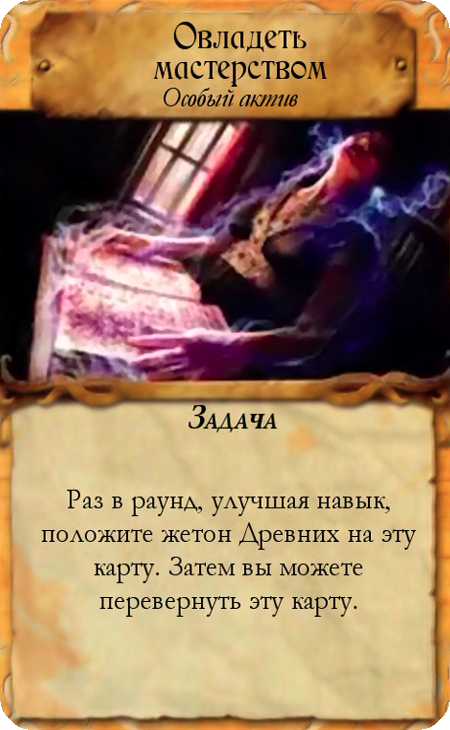 Овладеть
мастерством
Особый актив
Задача
Раз в раунд, улучшая навык,
положите жетон Древних на эту
карту. Затем вы можете
перевернуть эту карту.